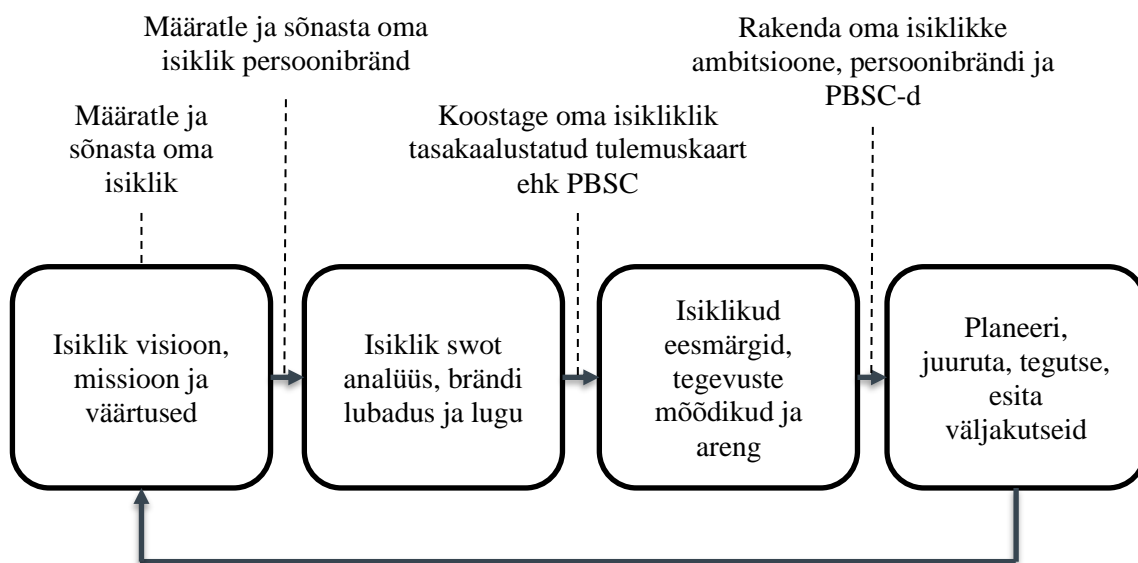 Määratle ja sõnasta oma
isiklik persoonibränd
Rakenda oma isiklikke
ambitsioone, persoonibrändi ja
PBSC-d
Määratle ja
sõnasta oma
isiklik
Koostage oma isikliklik
tasakaalustatud tulemuskaart
ehk PBSC
Isiklik visioon,
missioon ja
väärtused
Isiklik swot
analüüs, brändi
lubadus ja lugu
Isiklikud
eesmärgid,
tegevuste
mõõdikud ja
areng
Planeeri,
juuruta, tegutse,
esita
väljakutseid